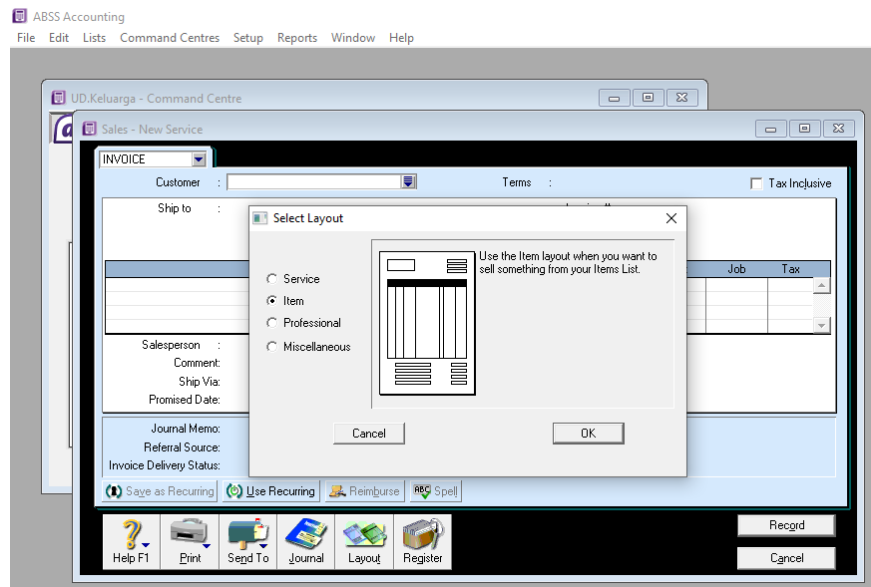 ABSS Accounting
File Edit Lists Command Centres Setup Reports Window Help
UD.Keluarga - Command Centre
Sales - New Service
INVOICE
Customer :
Terms :
Tax Inclusive
Ship to :
Select Layout
Service
Item
Professional
Miscellaneous
Use the Item layout when you want to
sell something from your Items List.
Cancel
OK
Job Tax
Salesperson :
Comment:
Ship Via:
Promised Date:
Journal Memo:
Referral Source:
Invoice Delivery Status:
Save as Recurring Use Recurring Reimburse ABC Spell
Help F1 Print Send To Journal Layout Register
Record
Cancel